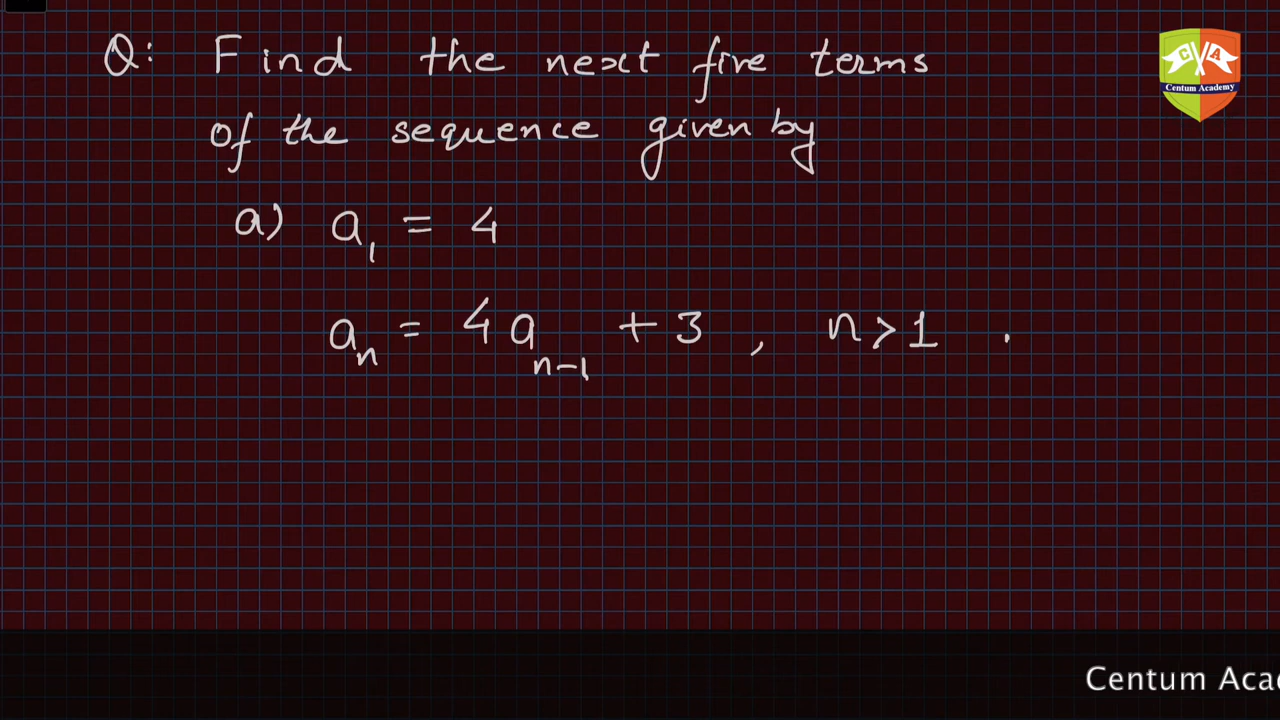 Q: Find the next five terms
of the sequence given by
a) a₁ = 4
aₙ = 4aₙ₋₁ + 3 , n > 1 .
C A
Centum Academy
Centum Aca